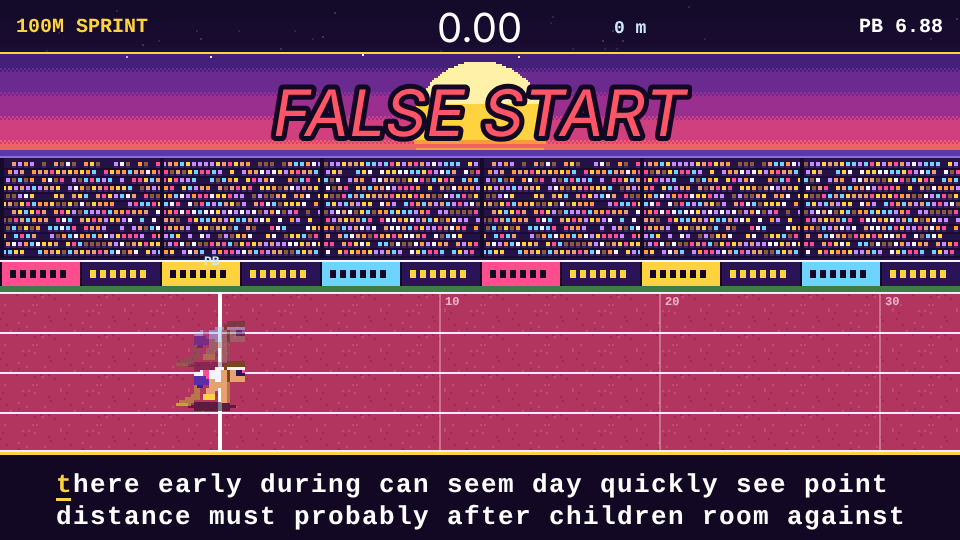 100M SPRINT 0.00 0 m PB 6.88
FALSE START
PB
10 20 30
there early during can seem day quickly see point
distance must probably after children room against